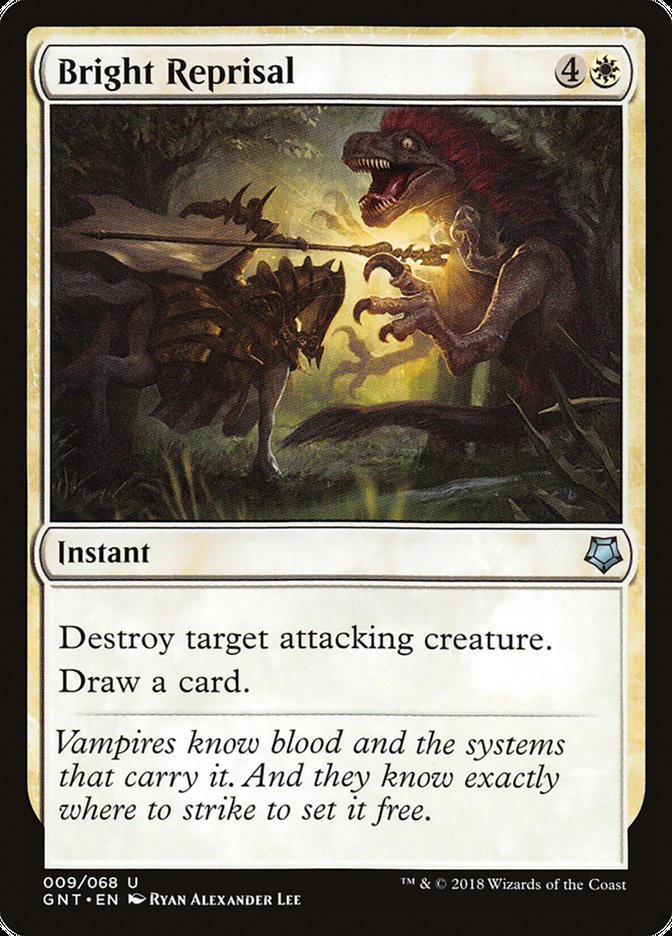 Bright Reprisal 4
Instant
Destroy target attacking creature.
Draw a card.
Vampires know blood and the systems
that carry it. And they know exactly
where to strike to set it free.
009/068 U
GNT • EN Ryan Alexander Lee
™ & © 2018 Wizards of the Coast